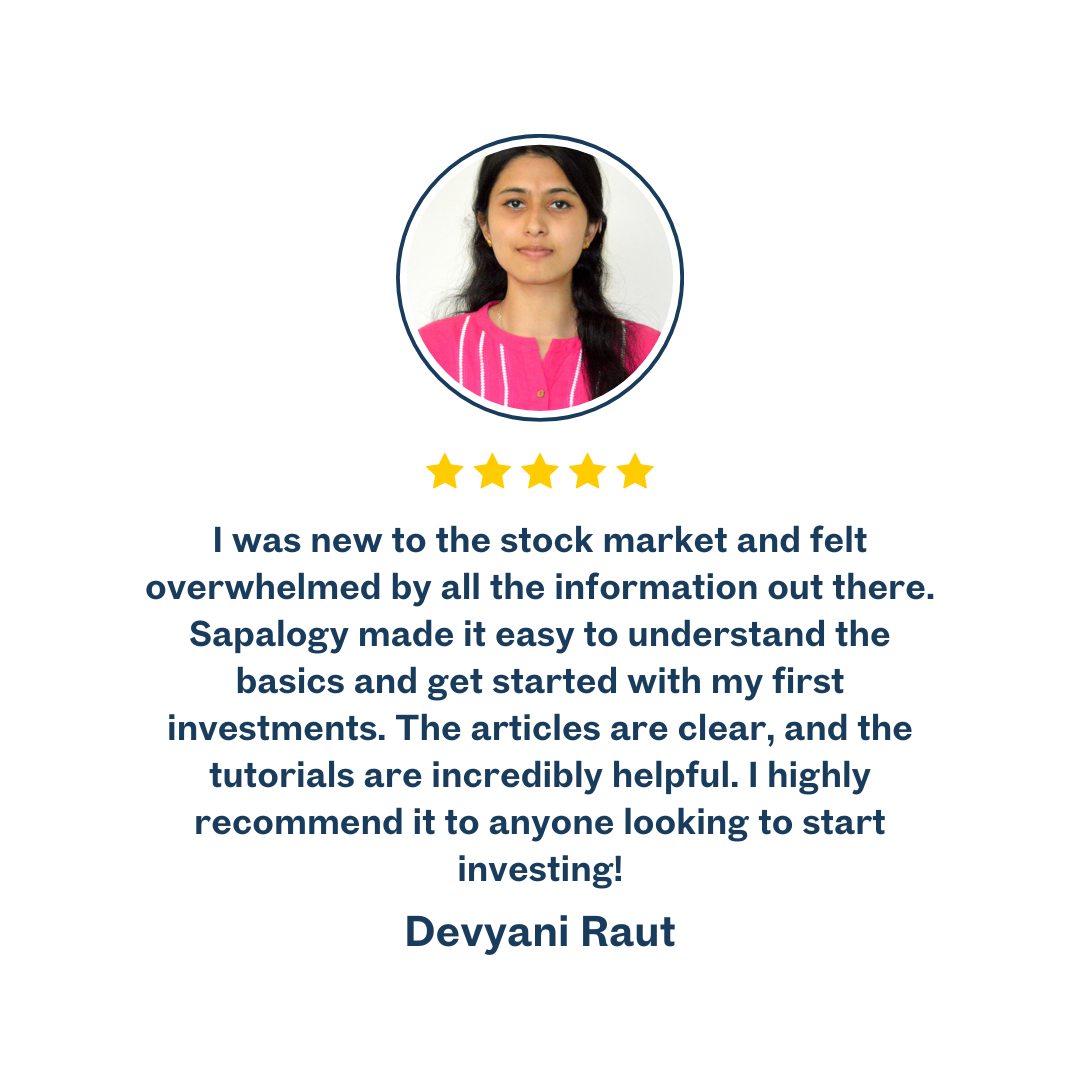 I was new to the stock market and felt
overwhelmed by all the information out there.
Sapalogy made it easy to understand the
basics and get started with my first
investments. The articles are clear, and the
tutorials are incredibly helpful. I highly
recommend it to anyone looking to start
investing!
Devyani Raut